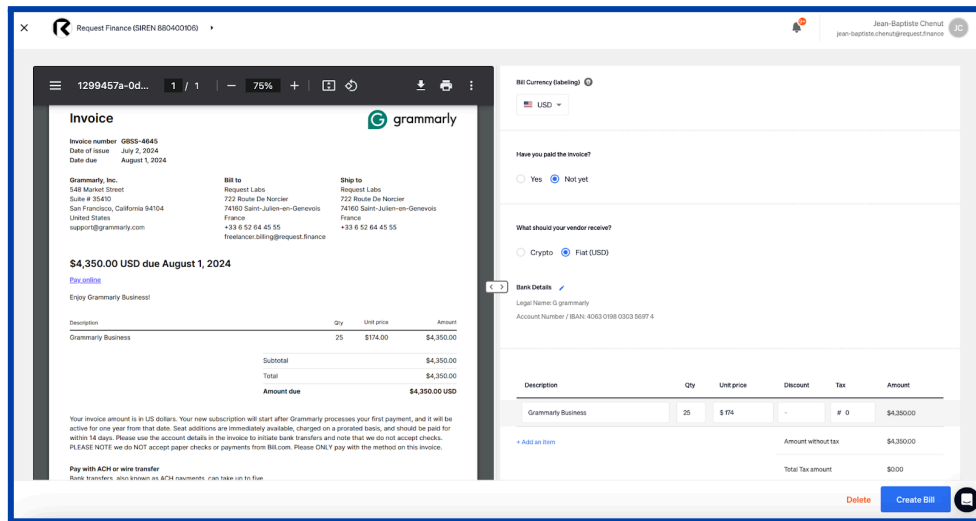 Request Finance (SIREN 880400106)
Jean-Baptiste Chenut
jean-baptiste.chenut@request.finance
JC
1299457a-0d...
1 / 1
75%
Invoice
grammarly
Invoice number GBSS-4645
Date of issue July 2, 2024
Date due August 1, 2024
Grammarly, Inc.
548 Market Street
Suite # 35410
San Francisco, California 94104
United States
support@grammarly.com
Bill to
Request Labs
722 Route De Norcier
74160 Saint-Julien-en-Genevois
France
+33 6 52 64 45 55
freelancer.billing@request.finance
Ship to
Request Labs
722 Route De Norcier
74160 Saint-Julien-en-Genevois
France
+33 6 52 64 45 55
$4,350.00 USD due August 1, 2024
Pay online
Enjoy Grammarly Business!
Description Qty Unit price Amount
Grammarly Business 25 $174.00 $4,350.00
Subtotal $4,350.00
Total $4,350.00
Amount due $4,350.00 USD
Your invoice amount is in US dollars. Your new subscription will start after Grammarly processes your first payment, and it will be
active for one year from that date. Seat additions are immediately available, charged on a prorated basis, and should be paid for
within 14 days. Please use the account details in the invoice to initiate bank transfers and note that we do not accept checks.
PLEASE NOTE we do NOT accept paper checks or payments from Bill.com. Please ONLY pay with the method on this invoice.
Pay with ACH or wire transfer
Bank transfers, also known as ACH payments, can take up to five
Bill Currency (labeling)
USD
Have you paid the invoice?
Yes Not yet
What should your vendor receive?
Crypto Fiat (USD)
Bank Details
Legal Name: G grammarly
Account Number / IBAN: 4063 0198 0303 5697 4
Description Qty Unit price Discount Tax Amount
Grammarly Business 25 $ 174 - # 0 $4,350.00
+ Add an item
Amount without tax $4,350.00
Total Tax amount $0.00
Delete
Create Bill